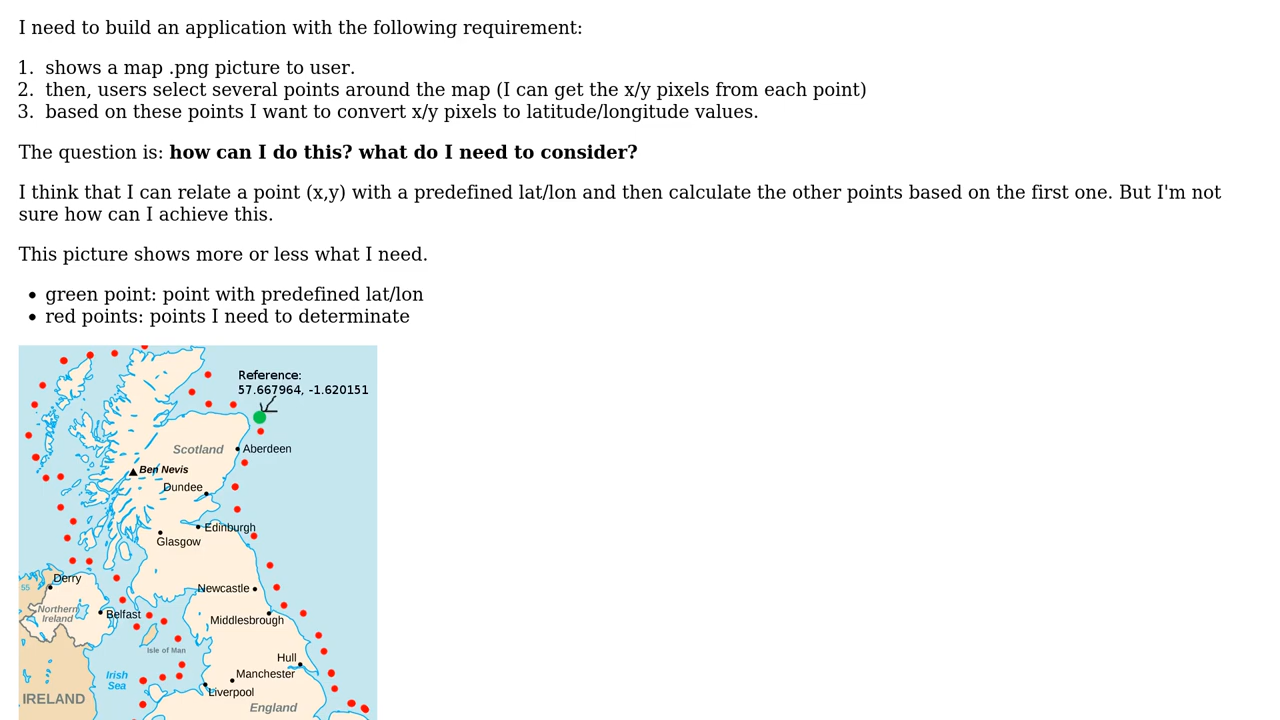 I need to build an application with the following requirement:
1. shows a map .png picture to user.
2. then, users select several points around the map (I can get the x/y pixels from each point)
3. based on these points I want to convert x/y pixels to latitude/longitude values.
The question is: how can I do this? what do I need to consider?
I think that I can relate a point (x,y) with a predefined lat/lon and then calculate the other points based on the first one. But I'm not
sure how can I achieve this.
This picture shows more or less what I need.
• green point: point with predefined lat/lon
• red points: points I need to determinate
Reference:
57.667964, -1.620151
Scotland
Aberdeen
Ben Nevis
Dundee
Edinburgh
Glasgow
Derry
55
Newcastle
Northern
Ireland
Belfast
Middlesbrough
Isle of Man
Hull
Irish
Sea
Manchester
Liverpool
IRELAND
England